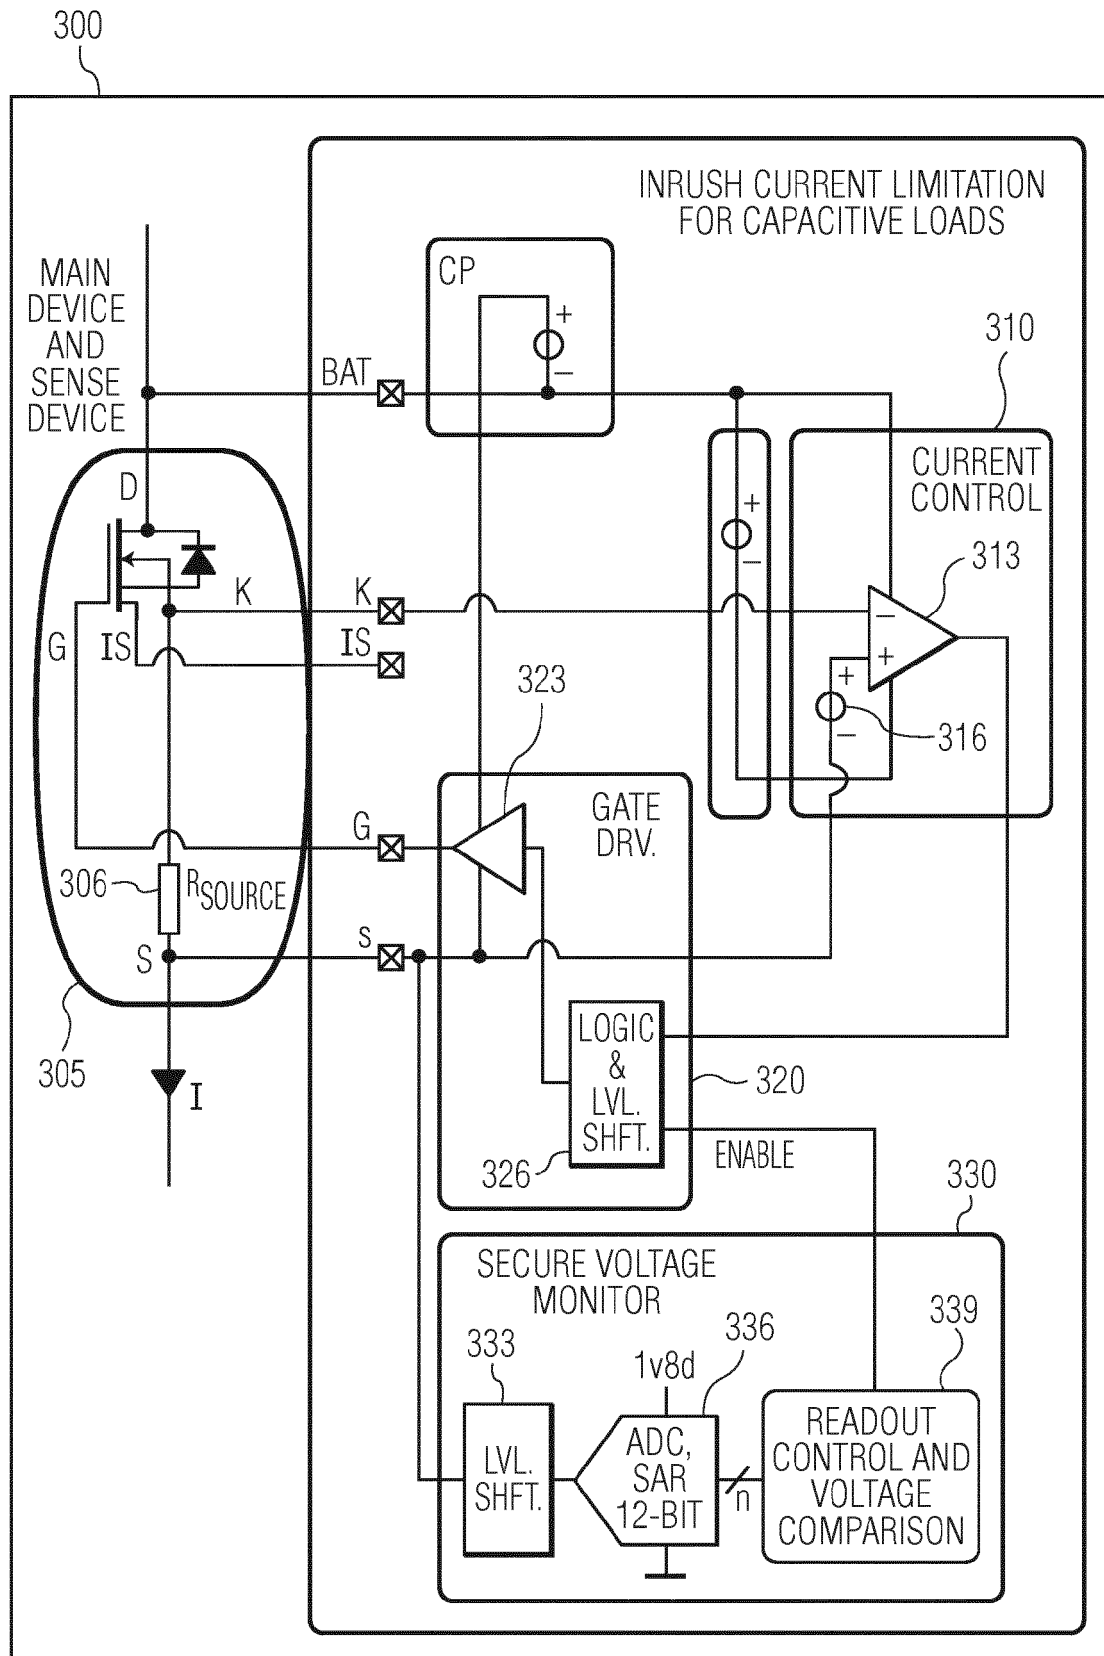 300
INRUSH CURRENT LIMITATION
FOR CAPACITIVE LOADS
MAIN
DEVICE
AND
SENSE
DEVICE
CP
+
−
BAT
310
CURRENT
CONTROL
D
+
−
313
K
K
−
G
IS
IS
+
+
316
−
323
GATE
DRV.
G
306
RSOURCE
S
s
LOGIC
&
LVL.
SHFT.
305
I
320
326
ENABLE
330
SECURE VOLTAGE
MONITOR
333
336
339
1v8d
LVL.
SHFT.
ADC,
SAR
12-BIT
n
READOUT
CONTROL AND
VOLTAGE
COMPARISON